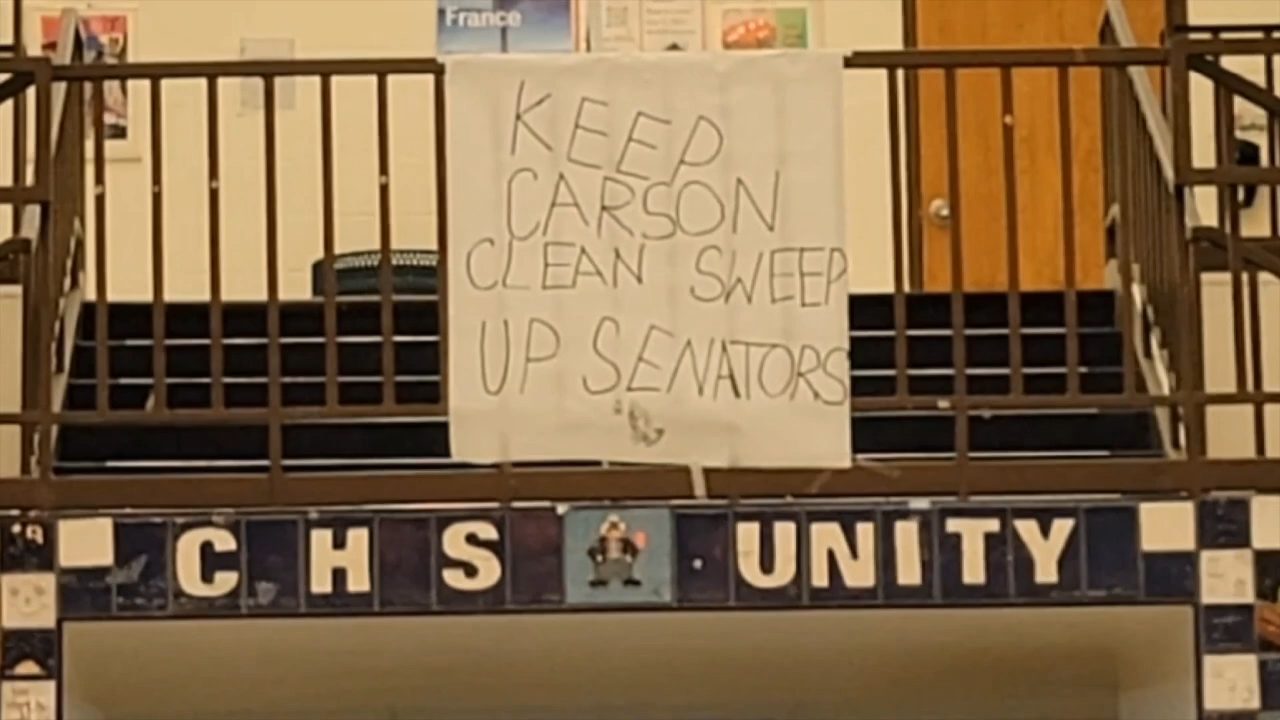 France
KEEP
CARSON
CLEAN SWEEP
UP SENATORS
CHS UNITY